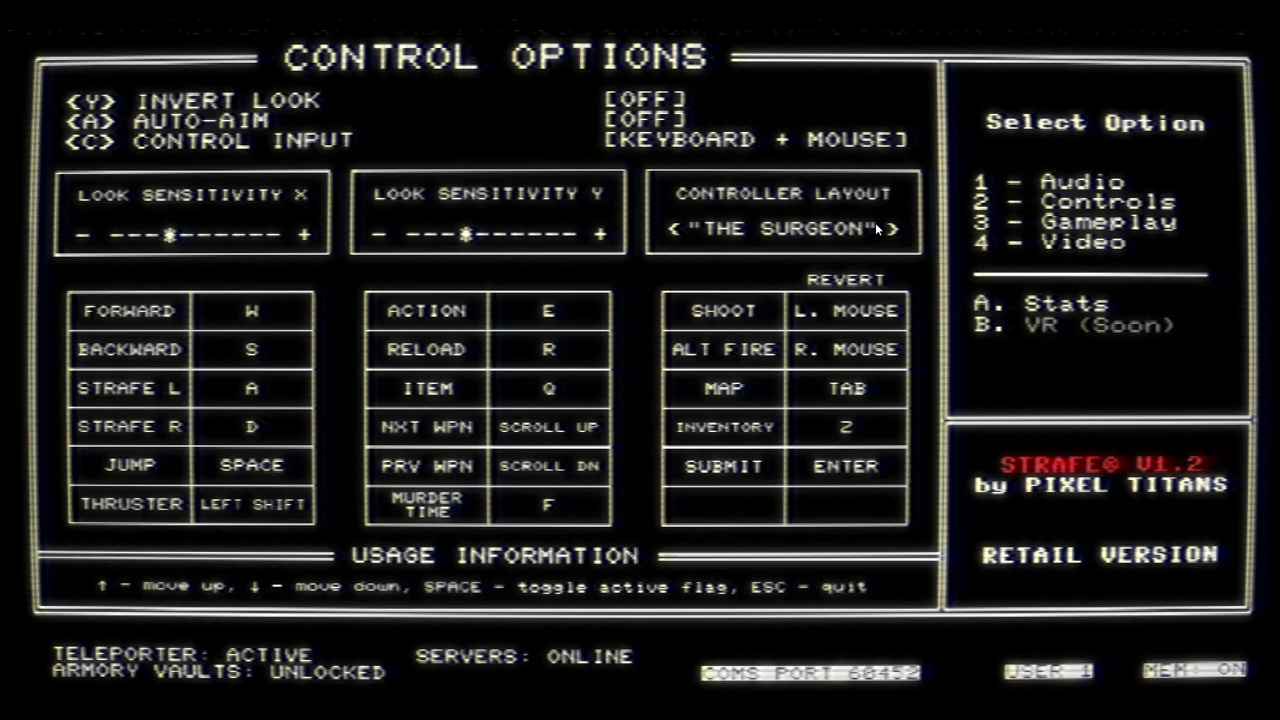 CONTROL OPTIONS
<Y> INVERT LOOK [OFF]
<A> AUTO-AIM [OFF]
<C> CONTROL INPUT [KEYBOARD + MOUSE]
LOOK SENSITIVITY X
- ---*------ +
LOOK SENSITIVITY Y
- ---*------ +
CONTROLLER LAYOUT
< "THE SURGEON" >
REVERT
FORWARD W
BACKWARD S
STRAFE L A
STRAFE R D
JUMP SPACE
THRUSTER LEFT SHIFT
ACTION E
RELOAD R
ITEM Q
NXT WPN SCROLL UP
PRV WPN SCROLL DN
MURDER
TIME F
SHOOT L. MOUSE
ALT FIRE R. MOUSE
MAP TAB
INVENTORY Z
SUBMIT ENTER
USAGE INFORMATION
↑ - move up, ↓ - move down, SPACE - toggle active flag, ESC - quit
Select Option
1 - Audio
2 - Controls
3 - Gameplay
4 - Video
A. Stats
B. VR (Soon)
STRAFE® V1.2
by PIXEL TITANS
RETAIL VERSION
TELEPORTER: ACTIVE SERVERS: ONLINE
ARMORY VAULTS: UNLOCKED
COMS PORT 60452 USER 1 MEM: ON